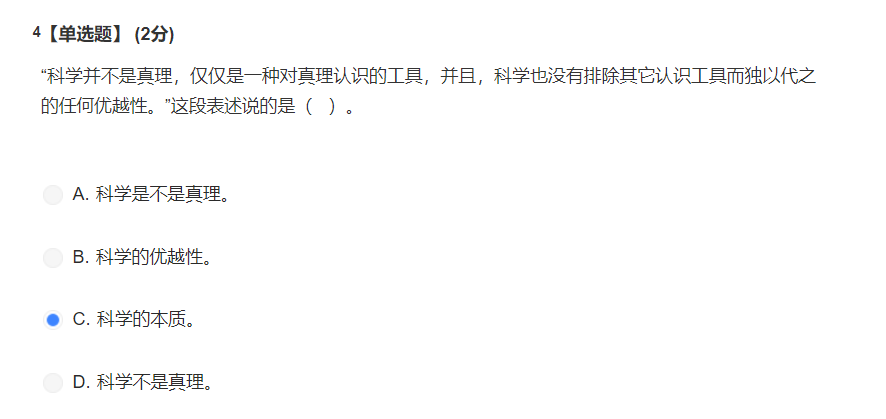 4【单选题】 (2分)
“科学并不是真理，仅仅是一种对真理认识的工具，并且，科学也没有排除其它认识工具而独以代之
的任何优越性。”这段表述说的是（ ）。
A. 科学是不是真理。
B. 科学的优越性。
C. 科学的本质。
D. 科学不是真理。